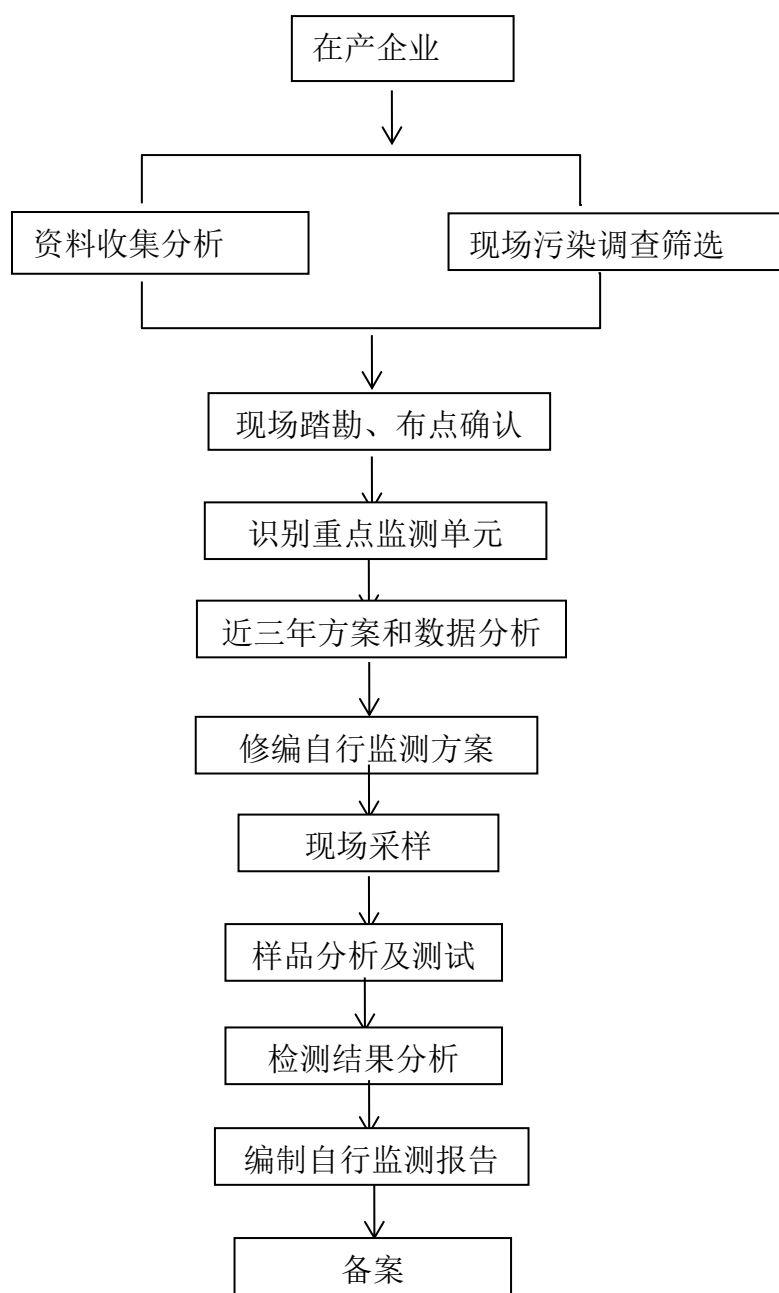 在产企业
资料收集分析
现场污染调查筛选
现场踏勘、布点确认
识别重点监测单元
近三年方案和数据分析
修编自行监测方案
现场采样
样品分析及测试
检测结果分析
编制自行监测报告
备案